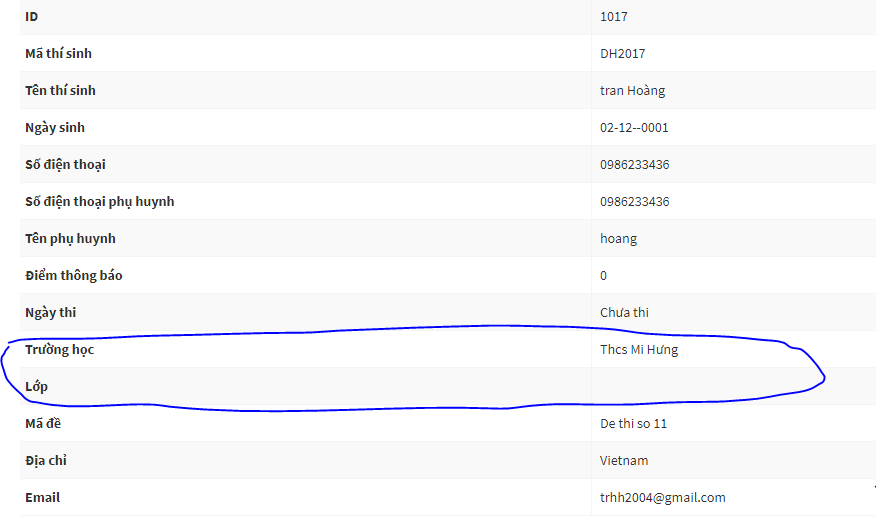 ID 1017
Mã thí sinh DH2017
Tên thí sinh tran Hoàng
Ngày sinh 02-12--0001
Số điện thoại 0986233436
Số điện thoại phụ huynh 0986233436
Tên phụ huynh hoang
Điểm thông báo 0
Ngày thi Chưa thi
Trường học Thcs Mi Hưng
Lớp
Mã đề De thi so 11
Địa chỉ Vietnam
Email trhh2004@gmail.com